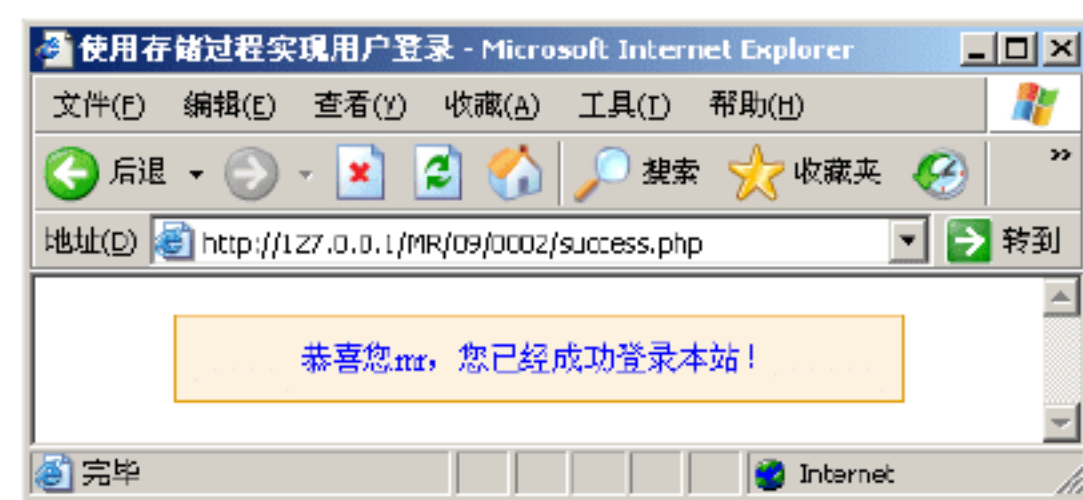 使用存储过程实现用户登录 - Microsoft Internet Explorer
文件(F) 编辑(E) 查看(V) 收藏(A) 工具(T) 帮助(H)
后退 搜索 收藏夹 »
地址(D) http://127.0.0.1/MR/09/0002/success.php 转到
恭喜您mr，您已经成功登录本站！
完毕 Internet